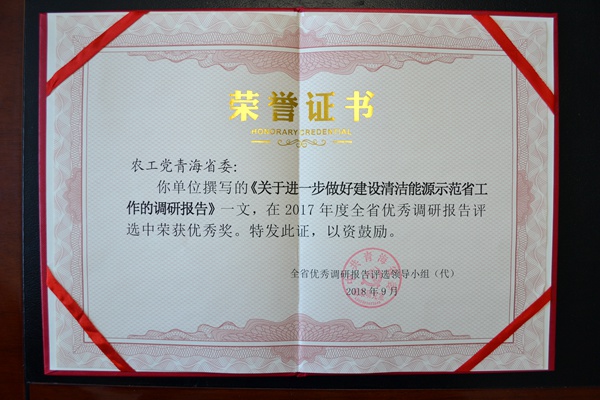 荣誉证书
HONORARY CREDENTIAL
农工党青海省委:
你单位撰写的《关于进一步做好建设清洁能源示范省工
作的调研报告》一文，在2017年度全省优秀调研报告评
选中荣获优秀奖。特发此证，以资鼓励。
全省优秀调研报告评选领导小组（代）
2018年9月